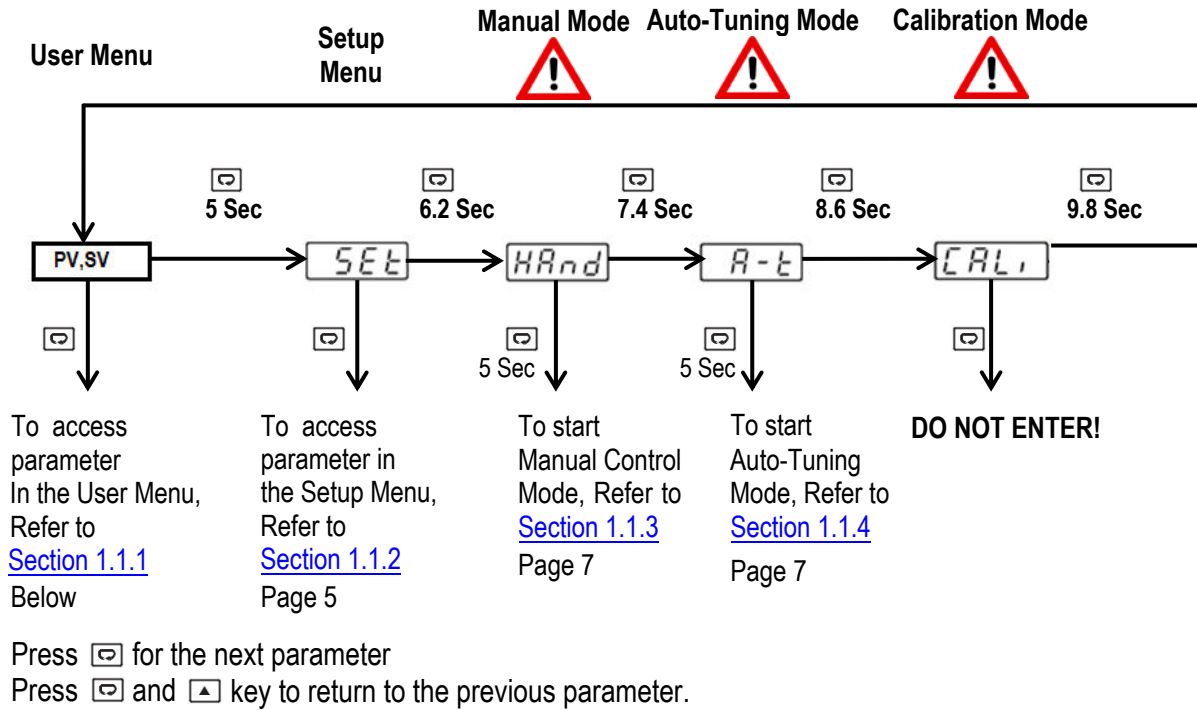 Manual Mode Auto-Tuning Mode Calibration Mode
User Menu
Setup
Menu
5 Sec 6.2 Sec 7.4 Sec 8.6 Sec 9.8 Sec
PV,SV
SEt
HAnd
A-t
CALi
5 Sec
5 Sec
To access
parameter
In the User Menu,
Refer to
Section 1.1.1
Below
To access
parameter in
the Setup Menu,
Refer to
Section 1.1.2
Page 5
To start
Manual Control
Mode, Refer to
Section 1.1.3
Page 7
To start
Auto-Tuning
Mode, Refer to
Section 1.1.4
Page 7
DO NOT ENTER!
Press for the next parameter
Press and key to return to the previous parameter.